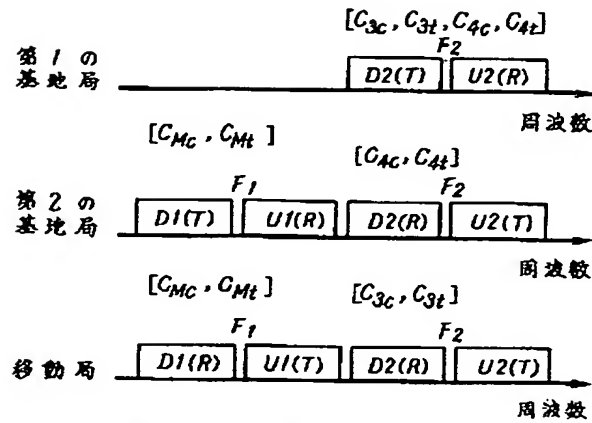 [C3c, C3t, C4c, C4t]
第1の
基地局
F2
D2(T) U2(R)
周波数
[CMc, CMt] [C4c, C4t]
第2の
基地局
F1 F2
D1(T) U1(R) D2(R) U2(T)
周波数
[CMc, CMt] [C3c, C3t]
F1 F2
移動局
D1(R) U1(T) D2(R) U2(T)
周波数